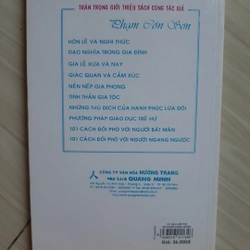 TRÂN TRỌNG GIỚI THIỆU SÁCH CÙNG TÁC GIẢ
Phạm Côn Sơn
HÔN LỄ VÀ NGHI THỨC
ĐẠO NGHĨA TRONG GIA ĐÌNH
GIA LỄ XƯA VÀ NAY
GIÁC QUAN VÀ CẢM XÚC
NỀN NẾP GIA PHONG
TINH THẦN GIA TỘC
NHỮNG THÙ ĐỊCH CỦA HẠNH PHÚC LỨA ĐÔI
PHƯƠNG PHÁP GIÁO DỤC TRẺ HƯ
101 CÁCH ĐỐI PHÓ VỚI NGƯỜI BẤT MÃN
101 CÁCH ĐỐI PHÓ VỚI NGƯỜI NGANG NGƯỢC
CÔNG TY VĂN HÓA HƯƠNG TRANG
NHÀ SÁCH QUANG MINH